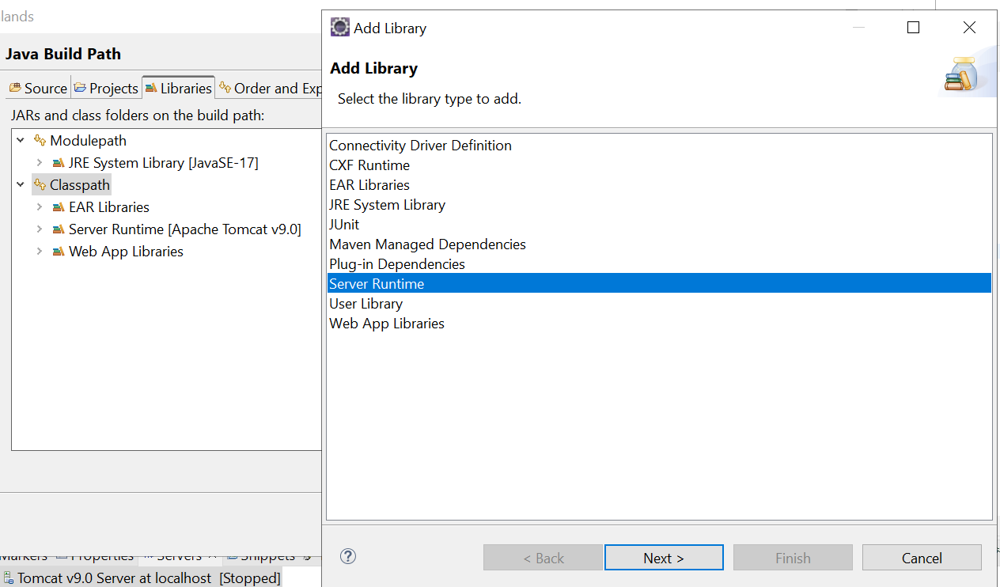 lands
Java Build Path
Source Projects Libraries Order and Exp
JARs and class folders on the build path:
Modulepath
JRE System Library [JavaSE-17]
Classpath
EAR Libraries
Server Runtime [Apache Tomcat v9.0]
Web App Libraries
Markers Properties Servers Snippets
Tomcat v9.0 Server at localhost [Stopped]
Add Library
Add Library
Select the library type to add.
Connectivity Driver Definition
CXF Runtime
EAR Libraries
JRE System Library
JUnit
Maven Managed Dependencies
Plug-in Dependencies
Server Runtime
User Library
Web App Libraries
? < Back Next > Finish Cancel